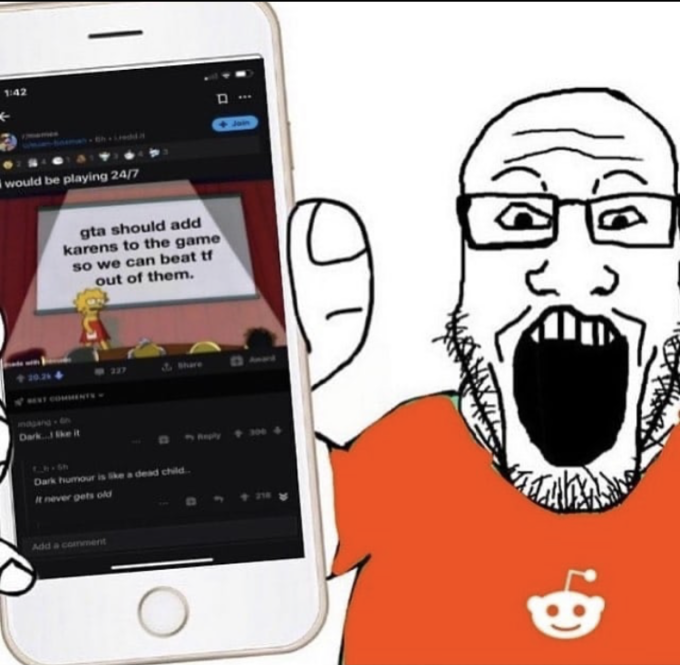 1:42
r/memes
+ Join
i would be playing 24/7
gta should add
karens to the game
so we can beat tf
out of them.
20.2k 227 Share Award
BEST COMMENTS
Dark...I like it
Reply 306
Dark humour is like a dead child..
It never gets old
218
Add a comment